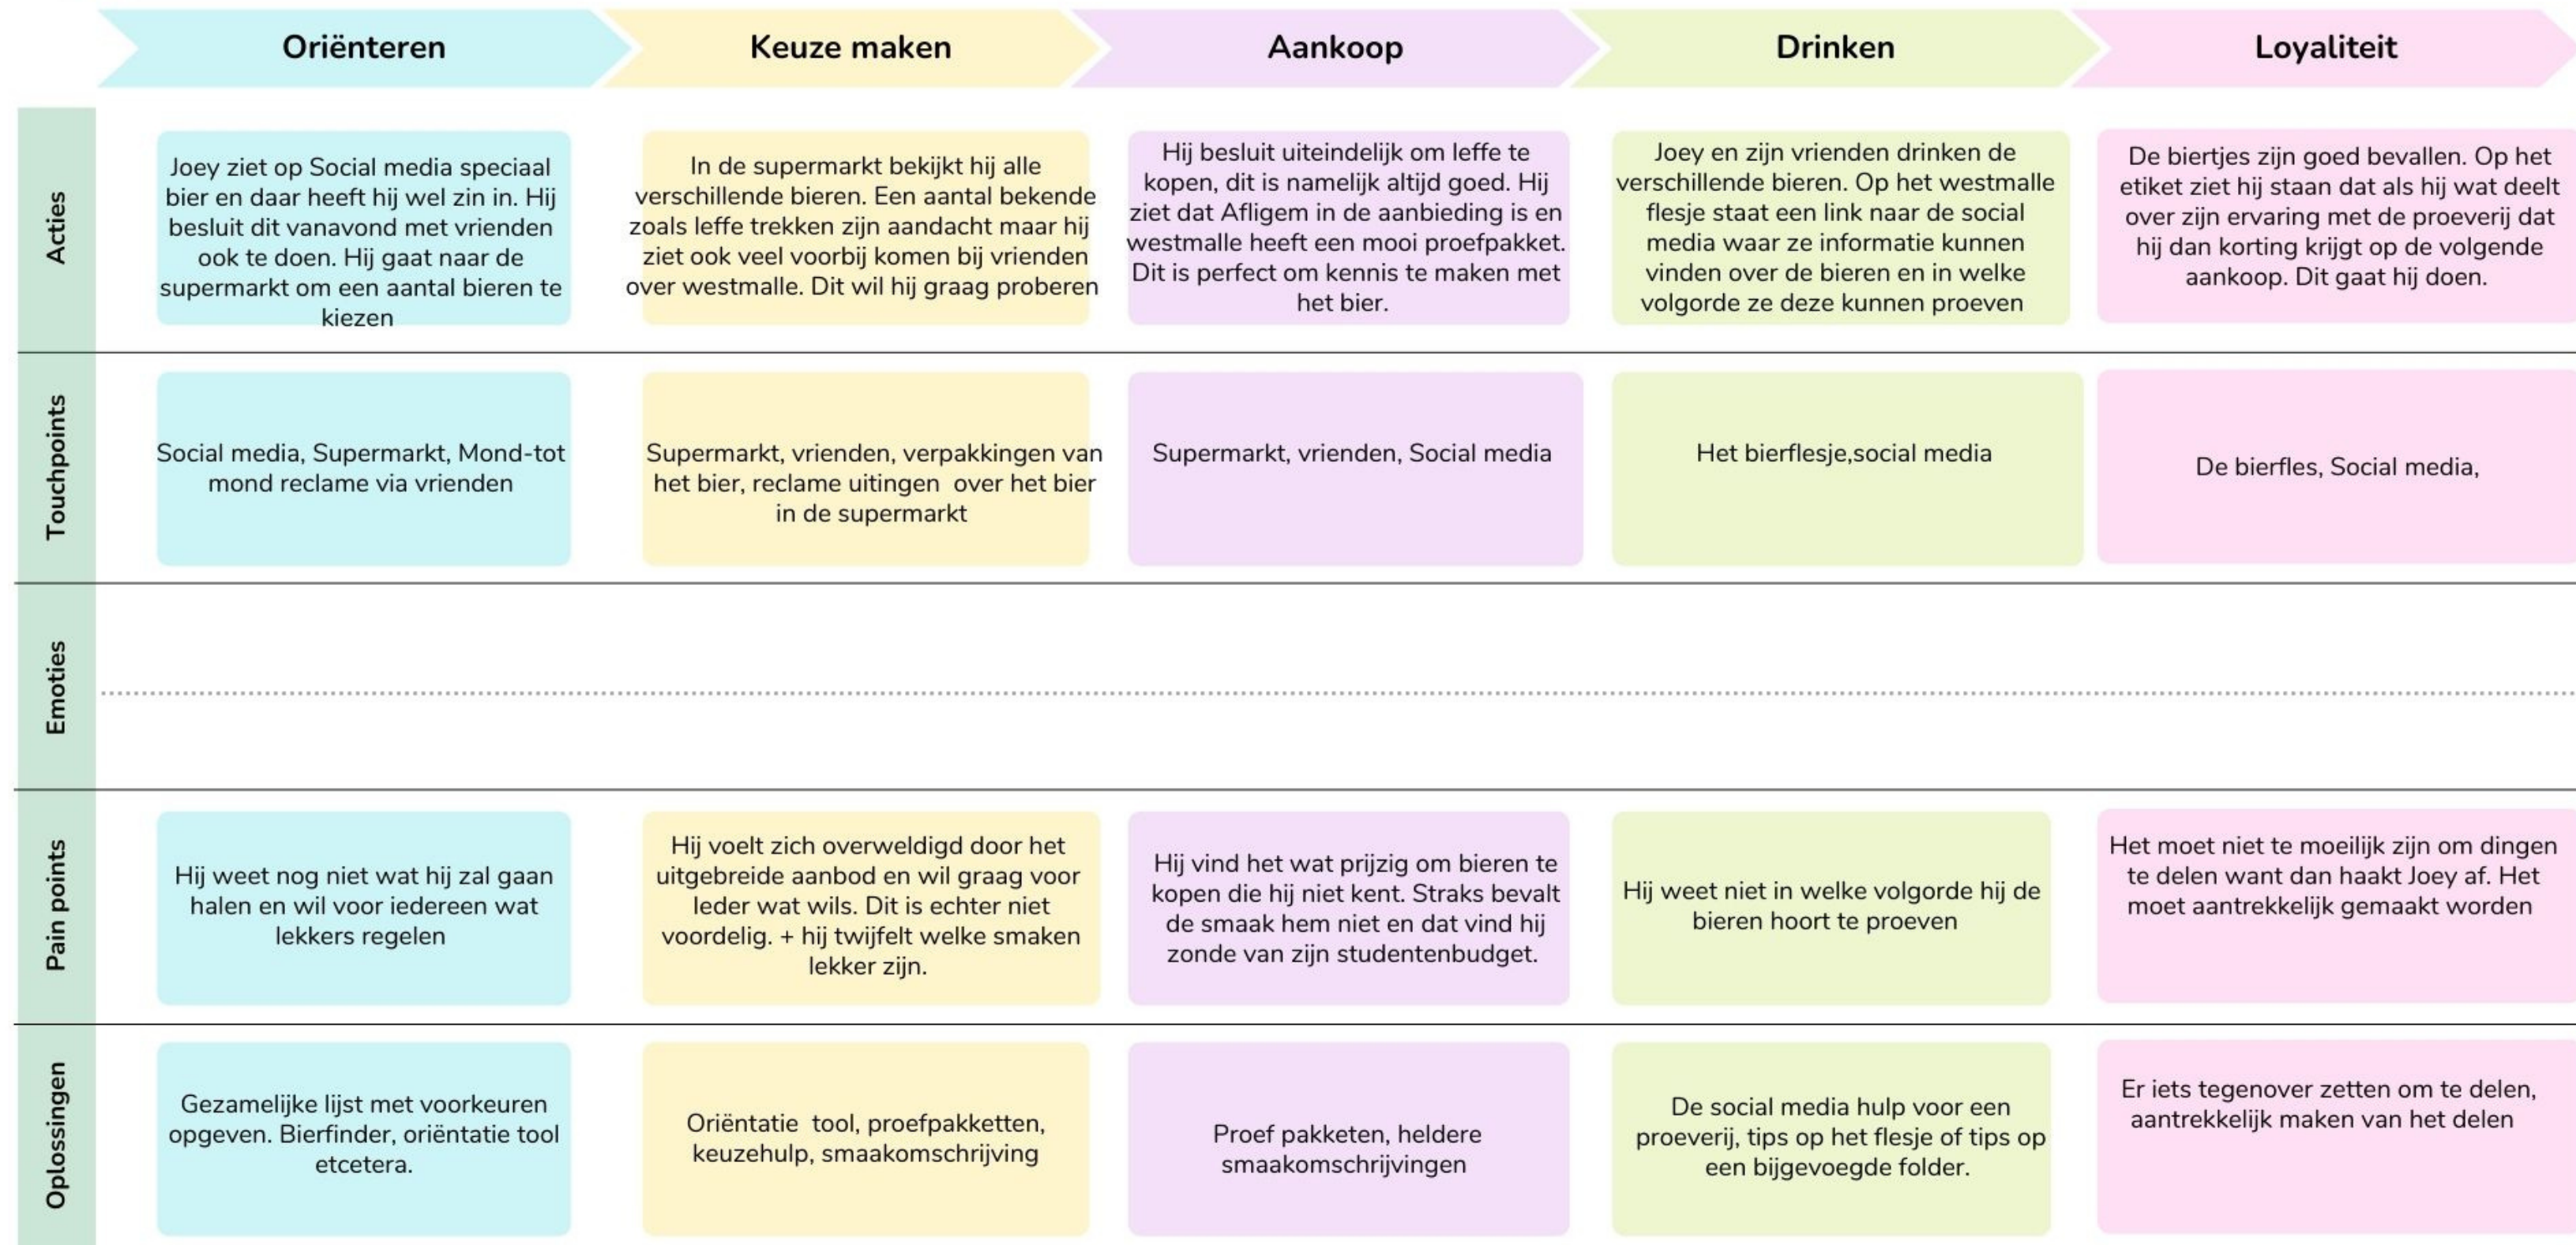 Oriënteren
Keuze maken
Aankoop
Drinken
Loyaliteit
Acties
Joey ziet op Social media speciaal
bier en daar heeft hij wel zin in. Hij
besluit dit vanavond met vrienden
ook te doen. Hij gaat naar de
supermarkt om een aantal bieren te
kiezen
In de supermarkt bekijkt hij alle
verschillende bieren. Een aantal bekende
zoals leffe trekken zijn aandacht maar hij
ziet ook veel voorbij komen bij vrienden
over westmalle. Dit wil hij graag proberen
Hij besluit uiteindelijk om leffe te
kopen, dit is namelijk altijd goed. Hij
ziet dat Afligem in de aanbieding is en
westmalle heeft een mooi proefpakket.
Dit is perfect om kennis te maken met
het bier.
Joey en zijn vrienden drinken de
verschillende bieren. Op het westmalle
flesje staat een link naar de social
media waar ze informatie kunnen
vinden over de bieren en in welke
volgorde ze deze kunnen proeven
De biertjes zijn goed bevallen. Op het
etiket ziet hij staan dat als hij wat deelt
over zijn ervaring met de proeverij dat
hij dan korting krijgt op de volgende
aankoop. Dit gaat hij doen.
Touchpoints
Social media, Supermarkt, Mond-tot
mond reclame via vrienden
Supermarkt, vrienden, verpakkingen van
het bier, reclame uitingen  over het bier
in de supermarkt
Supermarkt, vrienden, Social media
Het bierflesje,social media
De bierfles, Social media,
Emoties
Pain points
Hij weet nog niet wat hij zal gaan
halen en wil voor iedereen wat
lekkers regelen
Hij voelt zich overweldigd door het
uitgebreide aanbod en wil graag voor
Ieder wat wils. Dit is echter niet
voordelig. + hij twijfelt welke smaken
lekker zijn.
Hij vind het wat prijzig om bieren te
kopen die hij niet kent. Straks bevalt
de smaak hem niet en dat vind hij
zonde van zijn studentenbudget.
Hij weet niet in welke volgorde hij de
bieren hoort te proeven
Het moet niet te moeilijk zijn om dingen
te delen want dan haakt Joey af. Het
moet aantrekkelijk gemaakt worden
Oplossingen
Gezamelijke lijst met voorkeuren
opgeven. Bierfinder, oriëntatie tool
etcetera.
Oriëntatie  tool, proefpakketten,
keuzehulp, smaakomschrijving
Proef pakketen, heldere
smaakomschrijvingen
De social media hulp voor een
proeverij, tips op het flesje of tips op
een bijgevoegde folder.
Er iets tegenover zetten om te delen,
aantrekkelijk maken van het delen